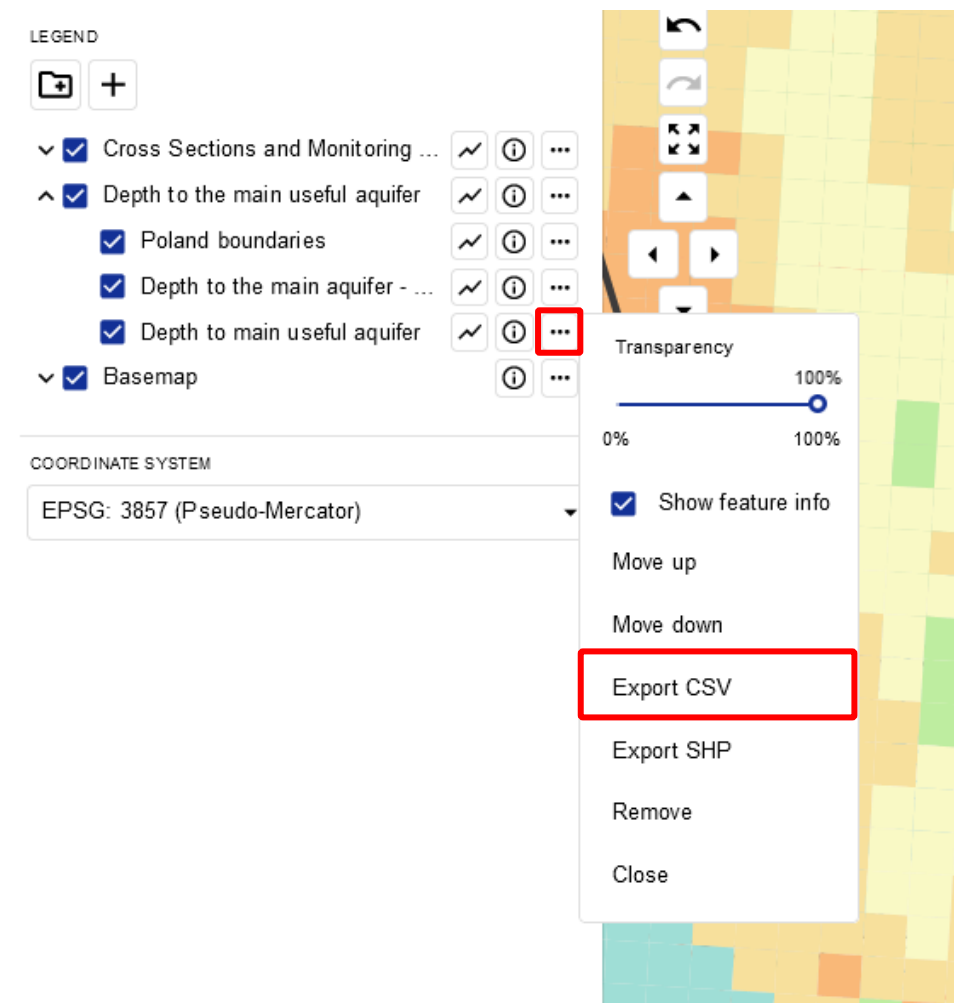 LEGEND
Cross Sections and Monitoring ...
Depth to the main useful aquifer
Poland boundaries
Depth to the main aquifer - ...
Depth to main useful aquifer
Basemap
COORDINATE SYSTEM
EPSG: 3857 (Pseudo-Mercator)
Transparency
100%
0% 100%
Show feature info
Move up
Move down
Export CSV
Export SHP
Remove
Close